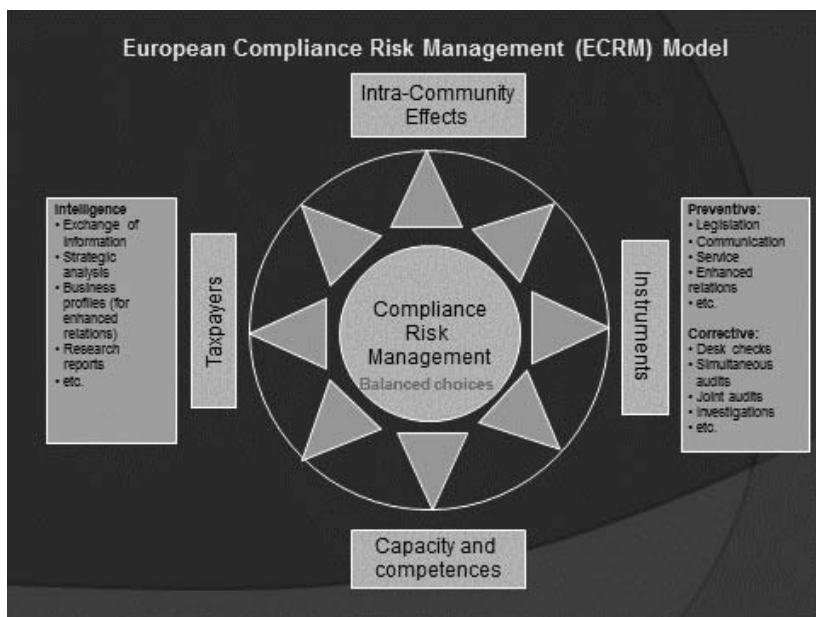 European Compliance Risk Management (ECRM) Model
Intra-Community
Effects
Intelligence
• Exchange of
information
• Strategic
analysis
• Business
profiles (for
enhanced
relations)
• Research
reports
• etc.
Taxpayers
Compliance
Risk
Management
Balanced choices
Instruments
Preventive:
• Legislation
• Communication
• Service
• Enhanced
relations
• etc.
Corrective:
• Desk checks
• Simultaneous
audits
• Joint audits
• Investigations
• etc.
Capacity and
competences